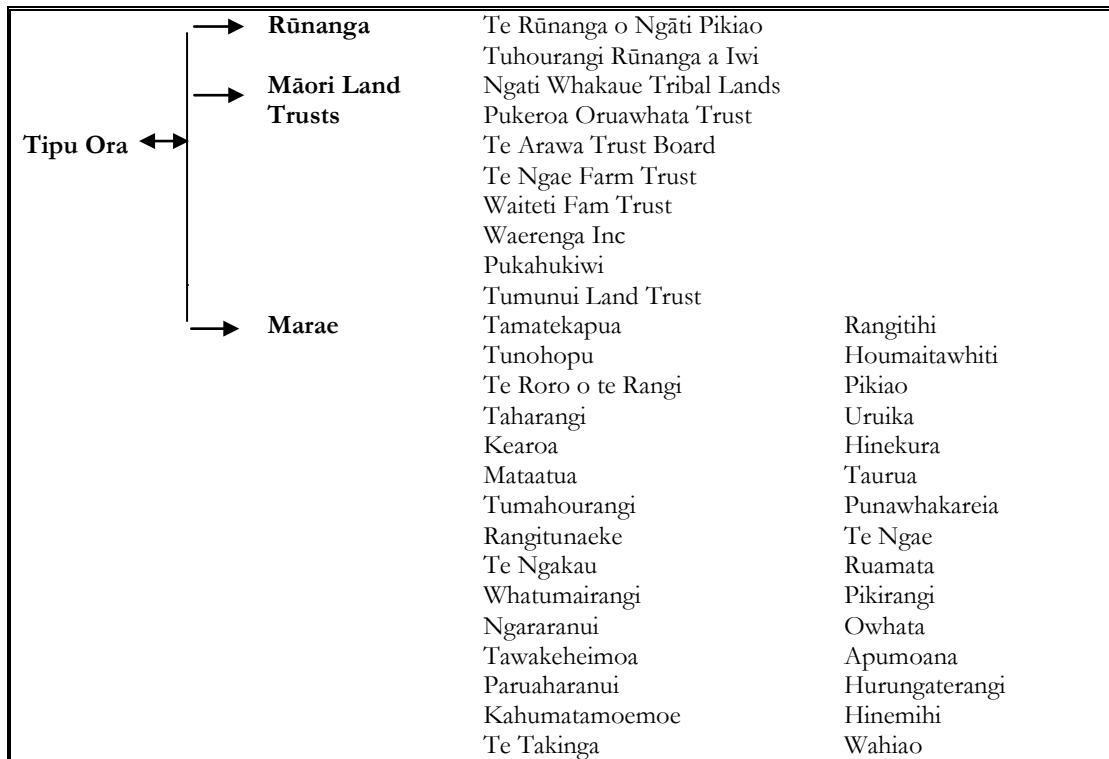 Rūnanga Te Rūnanga o Ngāti Pikiao
Tuhourangi Rūnanga a Iwi
Māori Land Ngati Whakaue Tribal Lands
Trusts Pukeroa Oruawhata Trust
Tipu Ora Te Arawa Trust Board
Te Ngae Farm Trust
Waiteti Fam Trust
Waerenga Inc
Pukahukiwi
Tumunui Land Trust
Marae Tamatekapua Rangitihi
Tunohopu Houmaitawhiti
Te Roro o te Rangi Pikiao
Taharangi Uruika
Kearoa Hinekura
Mataatua Taurua
Tumahourangi Punawhakareia
Rangitunaeke Te Ngae
Te Ngakau Ruamata
Whatumairangi Pikirangi
Ngararanui Owhata
Tawakeheimoa Apumoana
Paruaharanui Hurungaterangi
Kahumatamoemoe Hinemihi
Te Takinga Wahiao